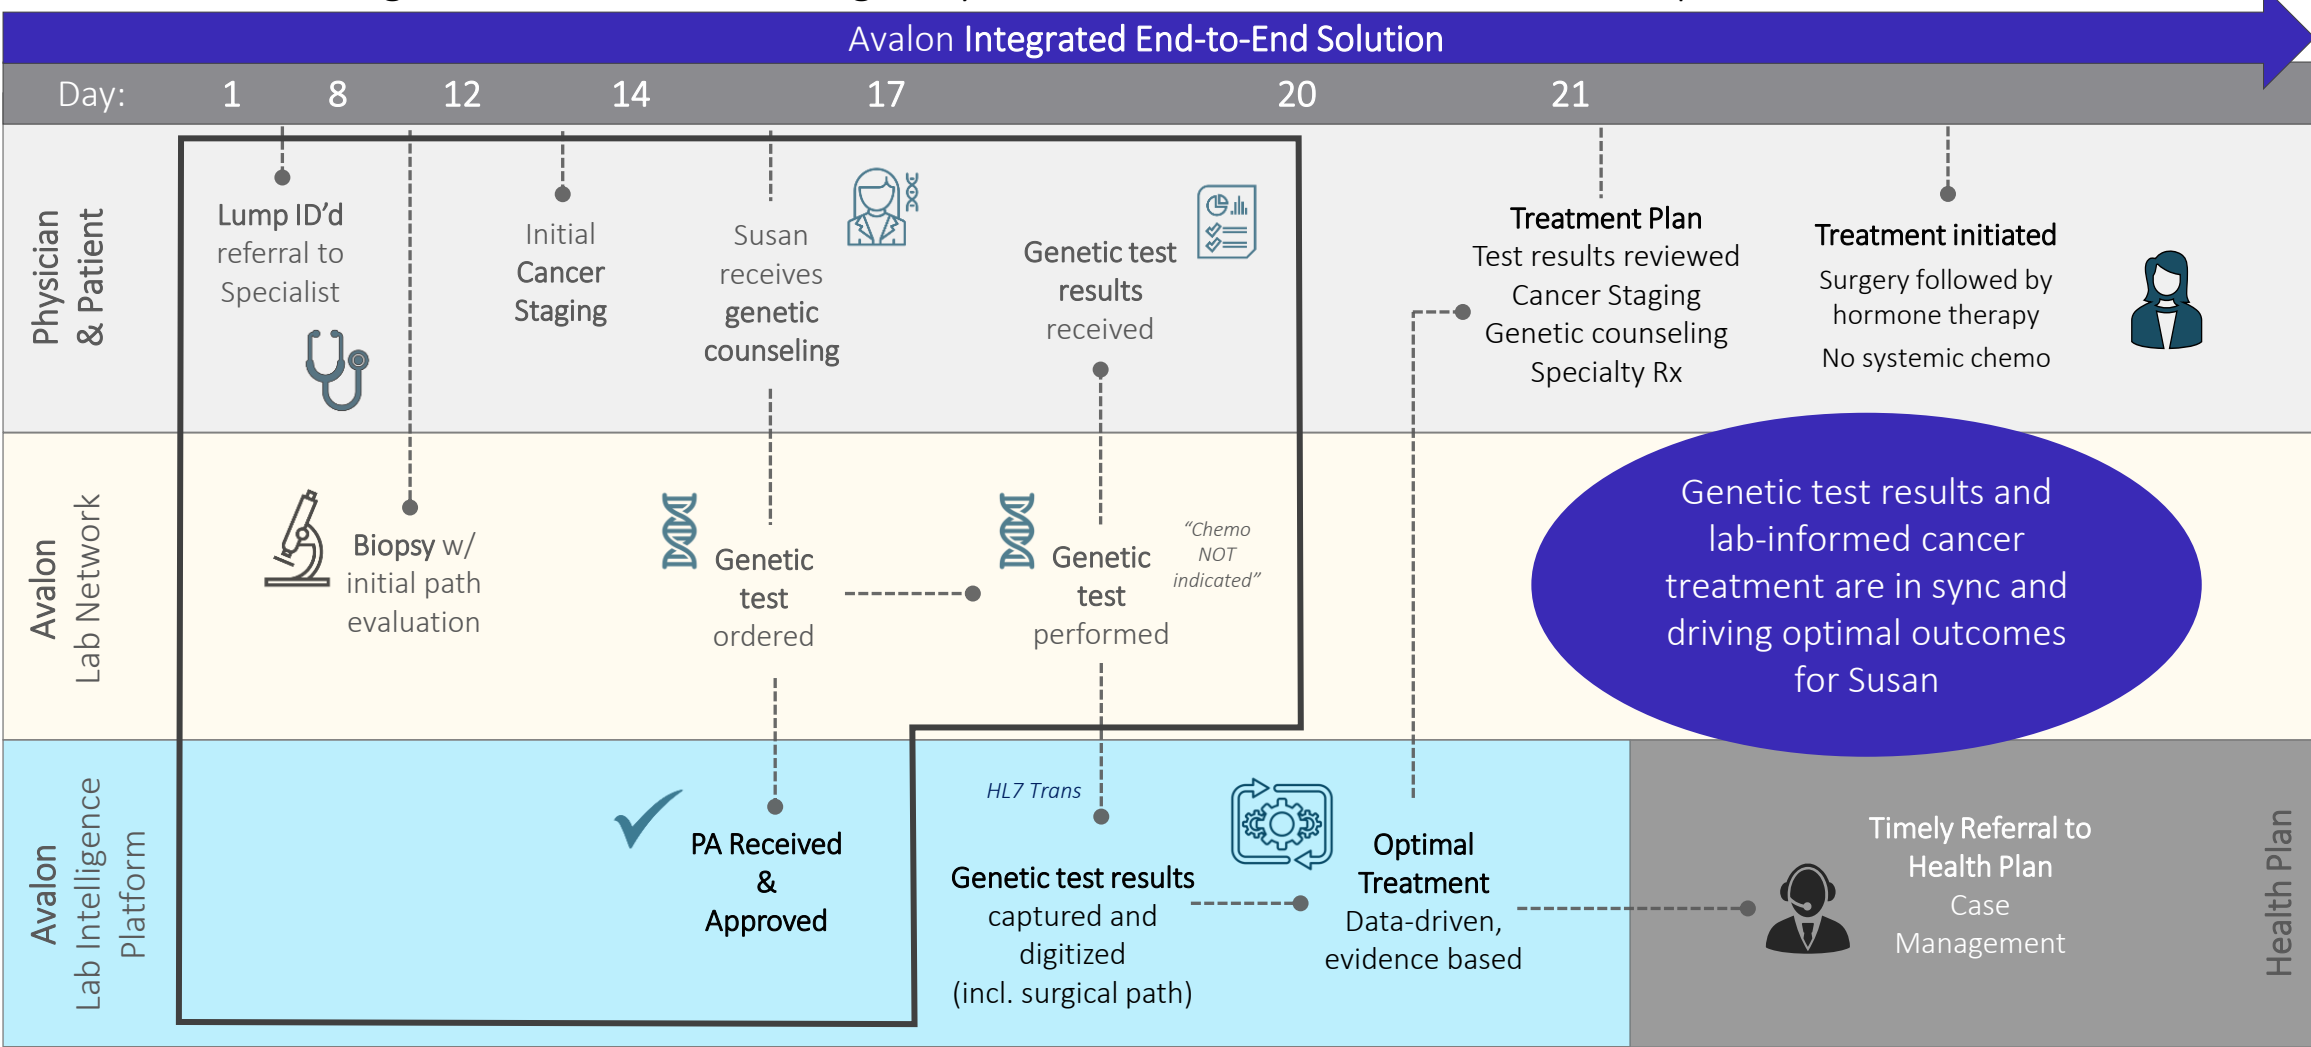 Avalon Integrated End-to-End Solution
Day: 1 8 12 14 17 20 21
Physician
& Patient
Lump ID’d
referral to
Specialist
Initial
Cancer
Staging
Susan
receives
genetic
counseling
Genetic test
results
received
Treatment Plan
Test results reviewed
Cancer Staging
Genetic counseling
Specialty Rx
Treatment initiated
Surgery followed by
hormone therapy
No systemic chemo
Avalon
Lab Network
Biopsy w/
initial path
evaluation
Genetic
test
ordered
Genetic
test
performed
“Chemo
NOT
indicated”
Genetic test results and
lab-informed cancer
treatment are in sync and
driving optimal outcomes
for Susan
Avalon
Lab Intelligence
Platform
PA Received
&
Approved
HL7 Trans
Genetic test results
captured and
digitized
(incl. surgical path)
Optimal
Treatment
Data-driven,
evidence based
Timely Referral to
Health Plan
Case
Management
Health Plan